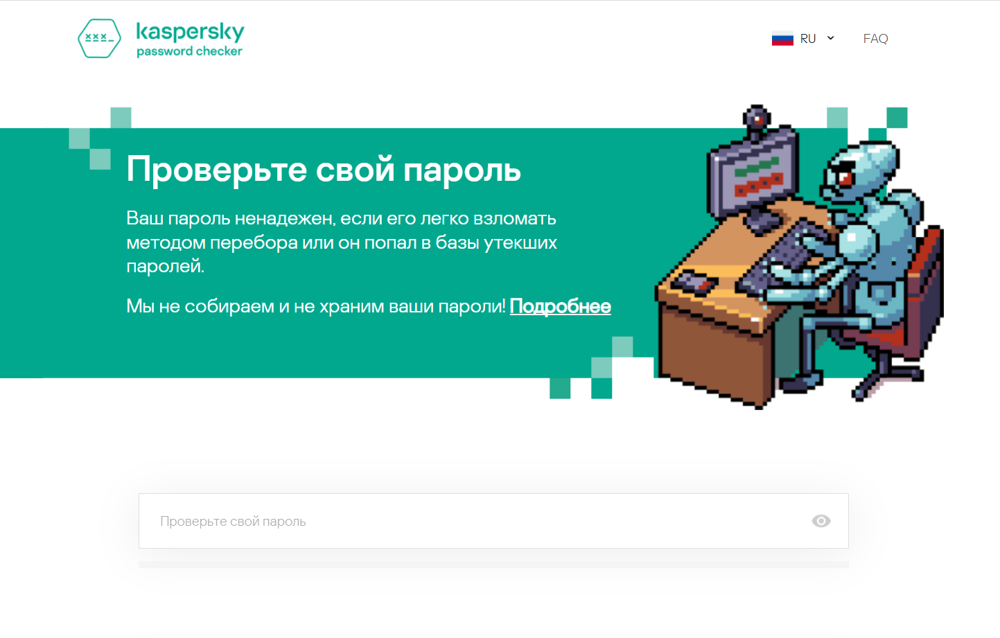 xxx_
kaspersky
password checker
RU
FAQ
Проверьте свой пароль
Ваш пароль ненадежен, если его легко взломать
методом перебора или он попал в базы утекших
паролей.
Мы не собираем и не храним ваши пароли! Подробнее
Проверьте свой пароль